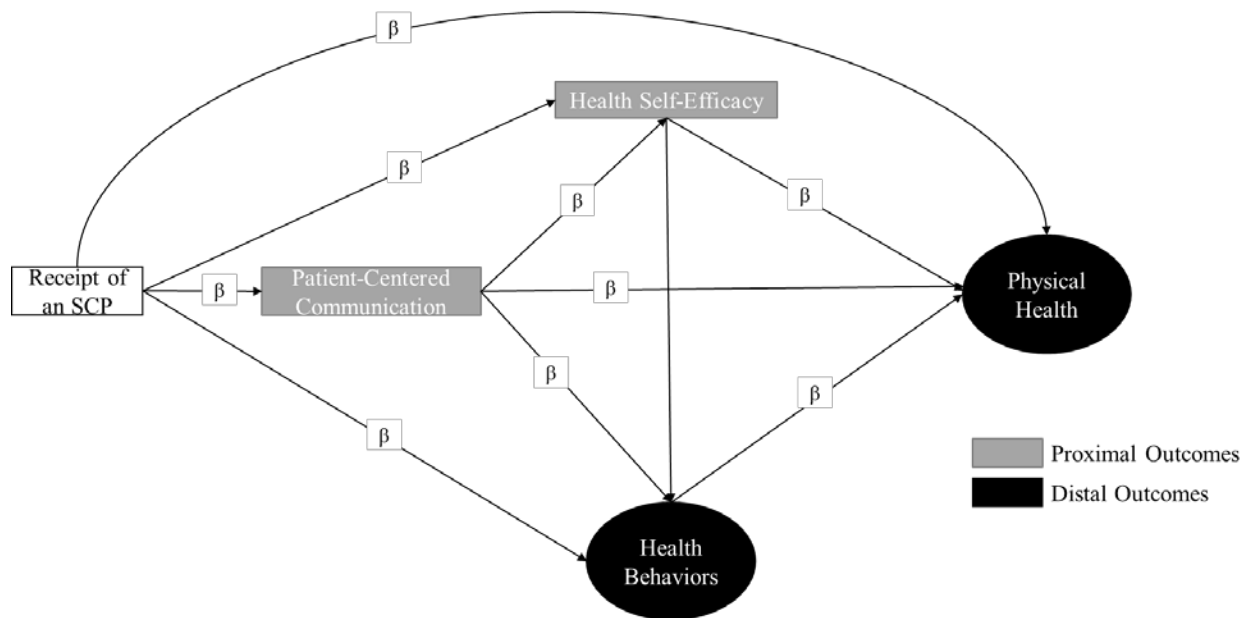 β
Health Self-Efficacy
β
β
β
Receipt of
an SCP
β
Patient-Centered
Communication
β
Physical
Health
β
β
β
Proximal Outcomes
Distal Outcomes
Health
Behaviors